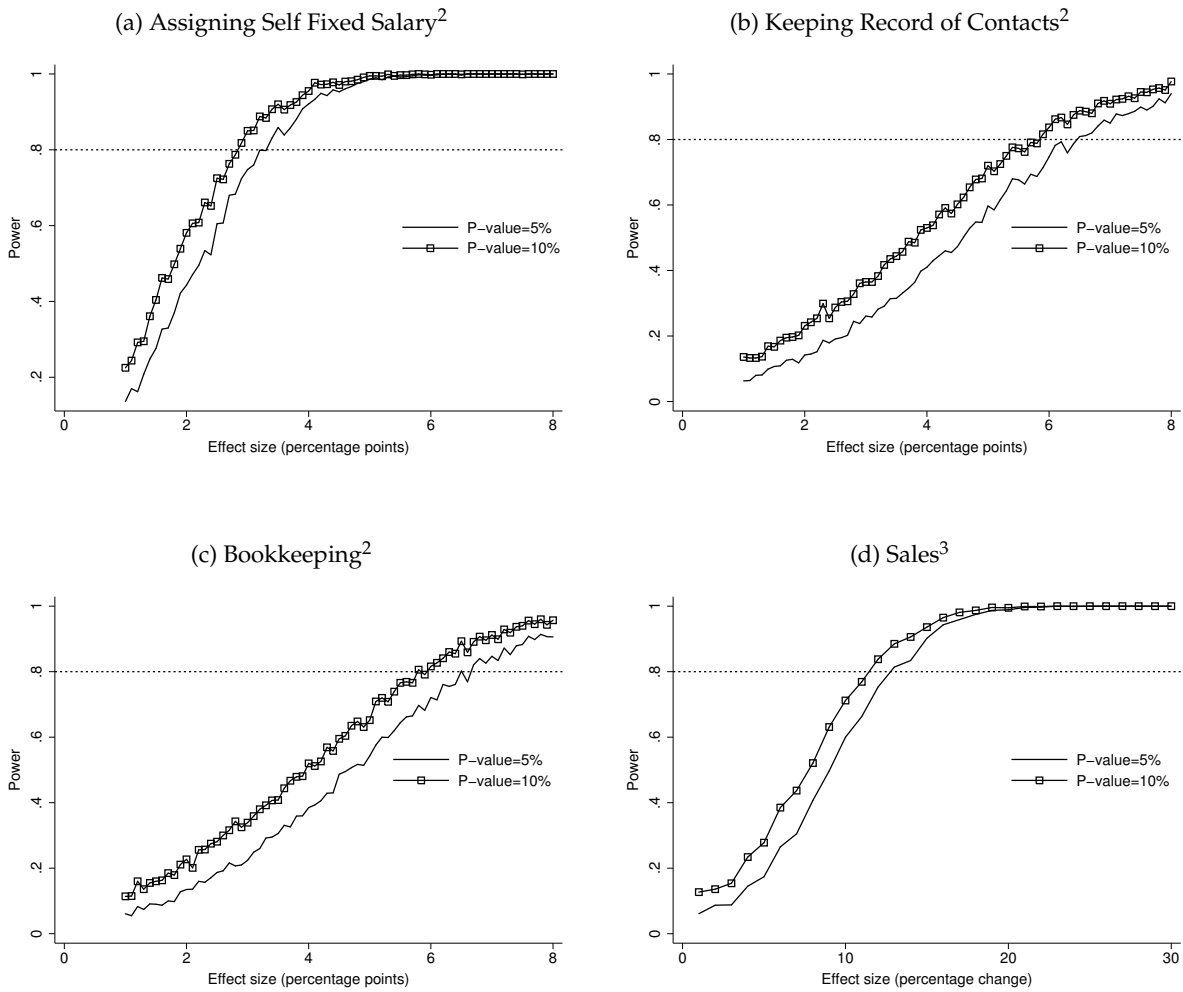 (a) Assigning Self Fixed Salary²
1
.8
.6
.4
.2
Power
P−value=5%
P−value=10%
0 2 4 6 8
Effect size (percentage points)
(b) Keeping Record of Contacts²
1
.8
.6
.4
.2
0
Power
P−value=5%
P−value=10%
0 2 4 6 8
Effect size (percentage points)
(c) Bookkeeping²
1
.8
.6
.4
.2
0
Power
P−value=5%
P−value=10%
0 2 4 6 8
Effect size (percentage points)
(d) Sales³
1
.8
.6
.4
.2
0
Power
P−value=5%
P−value=10%
0 10 20 30
Effect size (percentage change)